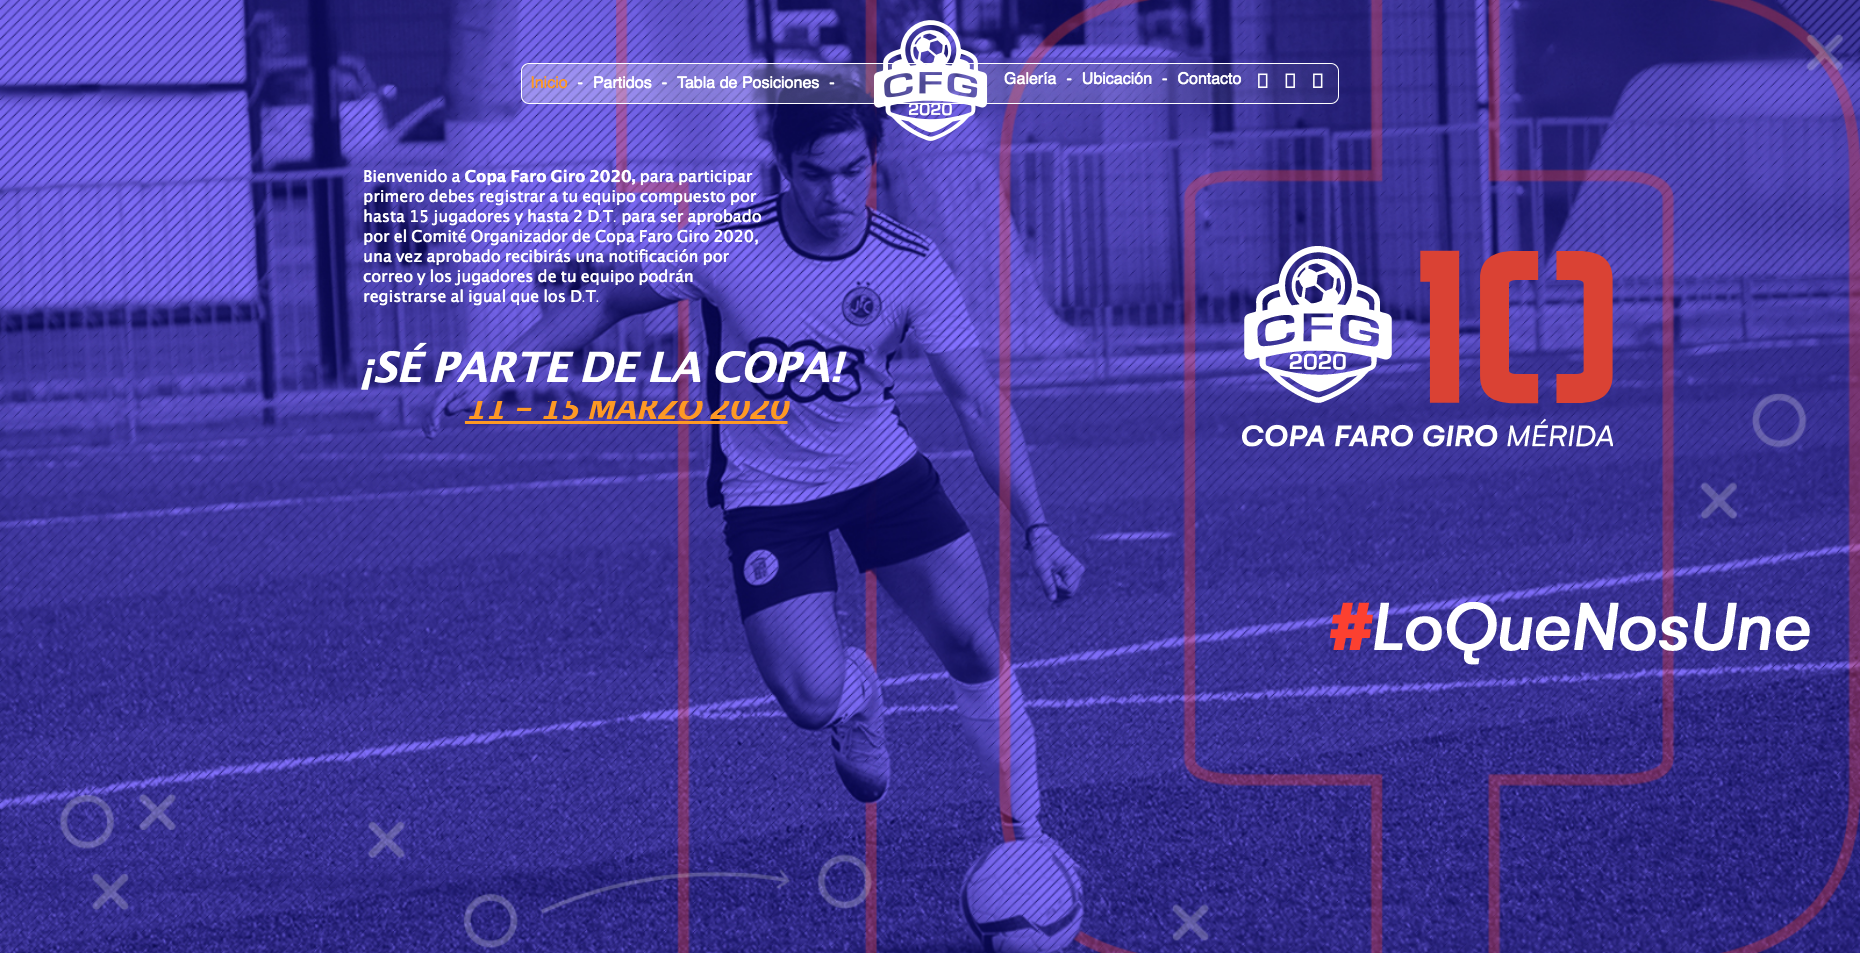 Inicio - Partidos - Tabla de Posiciones -
CFG
2020
Galería - Ubicación - Contacto
Bienvenido a Copa Faro Giro 2020, para participar
primero debes registrar a tu equipo compuesto por
hasta 15 jugadores y hasta 2 D.T. para ser aprobado
por el Comité Organizador de Copa Faro Giro 2020,
una vez aprobado recibirás una notificación por
correo y los jugadores de tu equipo podrán
registrarse al igual que los D.T.
¡SÉ PARTE DE LA COPA!
11 – 15 MARZO 2020
CFG
2020
10
COPA FARO GIRO MÉRIDA
#LoQueNosUne